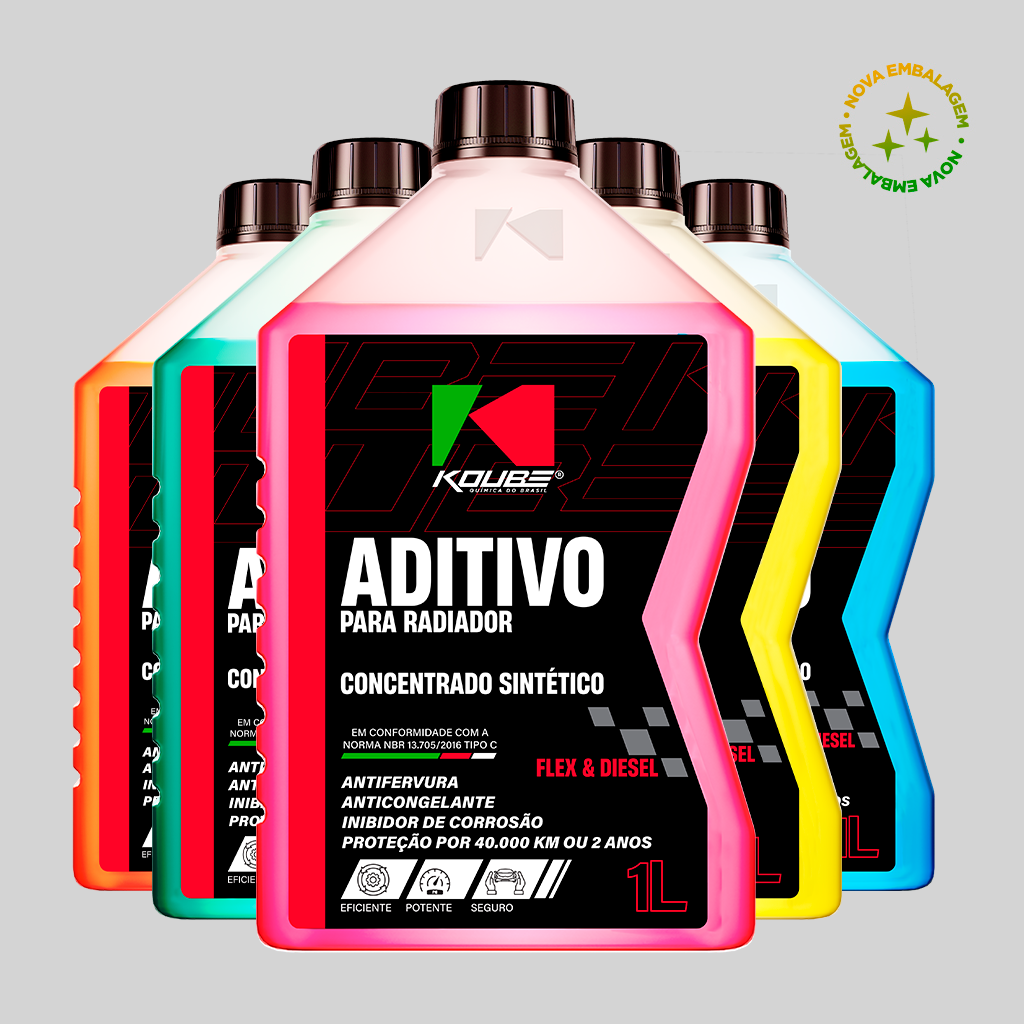 NOVA EMBALAGEM • NOVA EMBALAGEM •
KOUBE®
QUÍMICA DO BRASIL
ADITIVO
PARA RADIADOR
CONCENTRADO SINTÉTICO
EM CONFORMIDADE COM A
NORMA NBR 13.705/2016 TIPO C
FLEX & DIESEL
ANTIFERVURA
ANTICONGELANTE
INIBIDOR DE CORROSÃO
PROTEÇÃO POR 40.000 KM OU 2 ANOS
EFICIENTE POTENTE SEGURO
1L